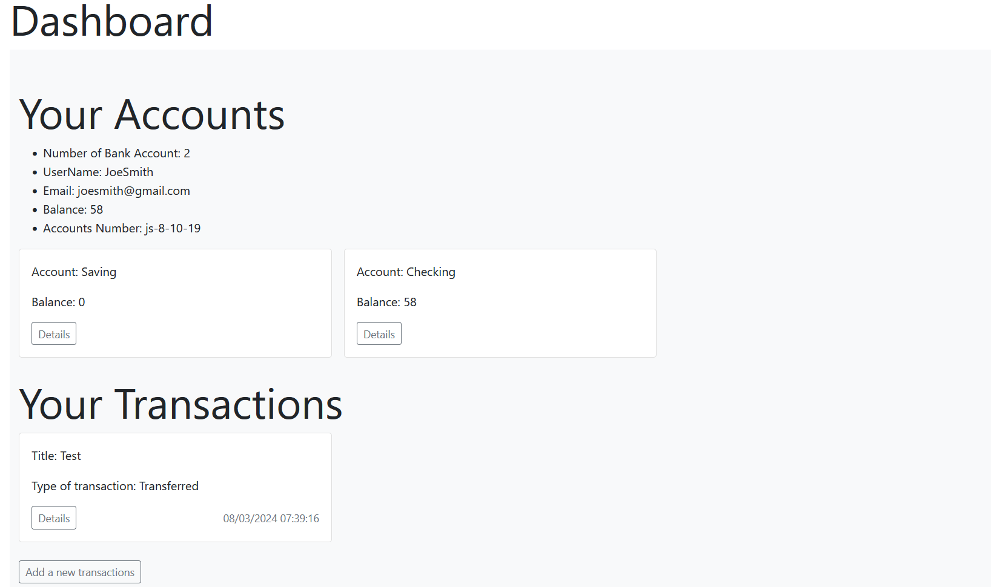 Dashboard
Your Accounts
Number of Bank Account: 2
UserName: JoeSmith
Email: joesmith@gmail.com
Balance: 58
Accounts Number: js-8-10-19
Account: Saving
Balance: 0
Details
Account: Checking
Balance: 58
Details
Your Transactions
Title: Test
Type of transaction: Transferred
Details 08/03/2024 07:39:16
Add a new transactions